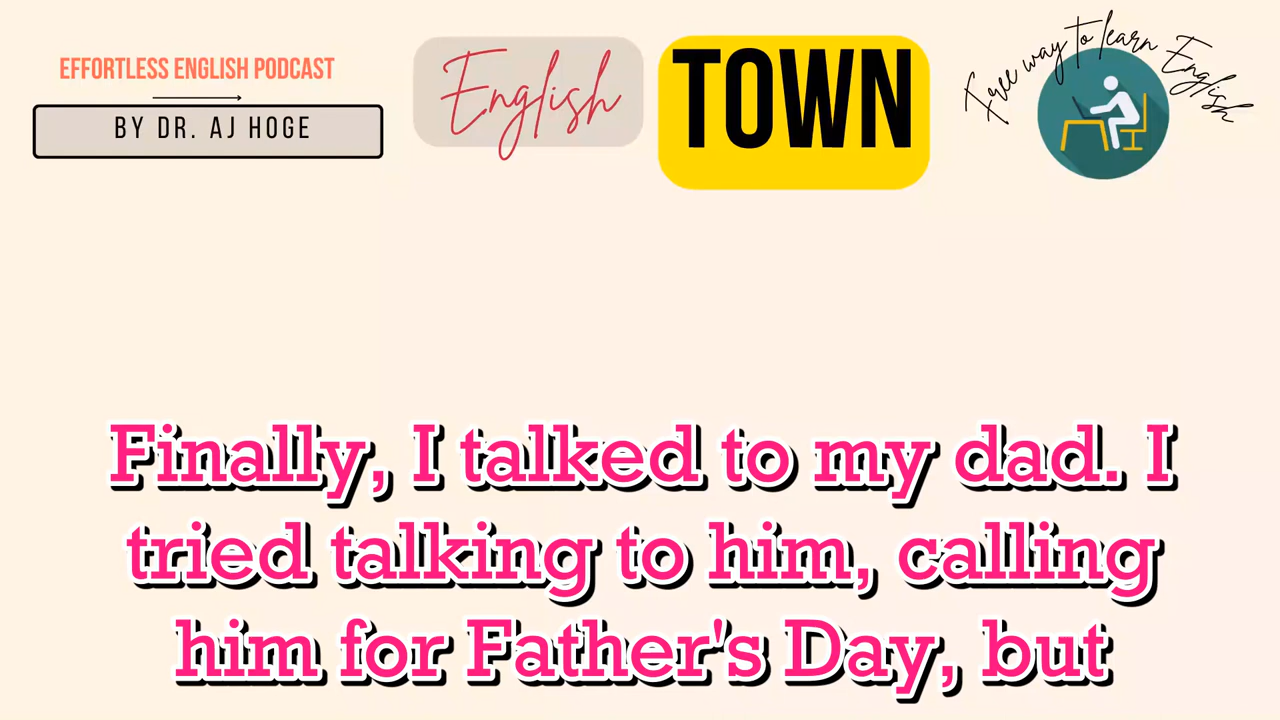 EFFORTLESS ENGLISH PODCAST
BY DR. AJ HOGE
English
TOWN
Free way to learn English
Finally, I talked to my dad. I
tried talking to him, calling
him for Father's Day, but